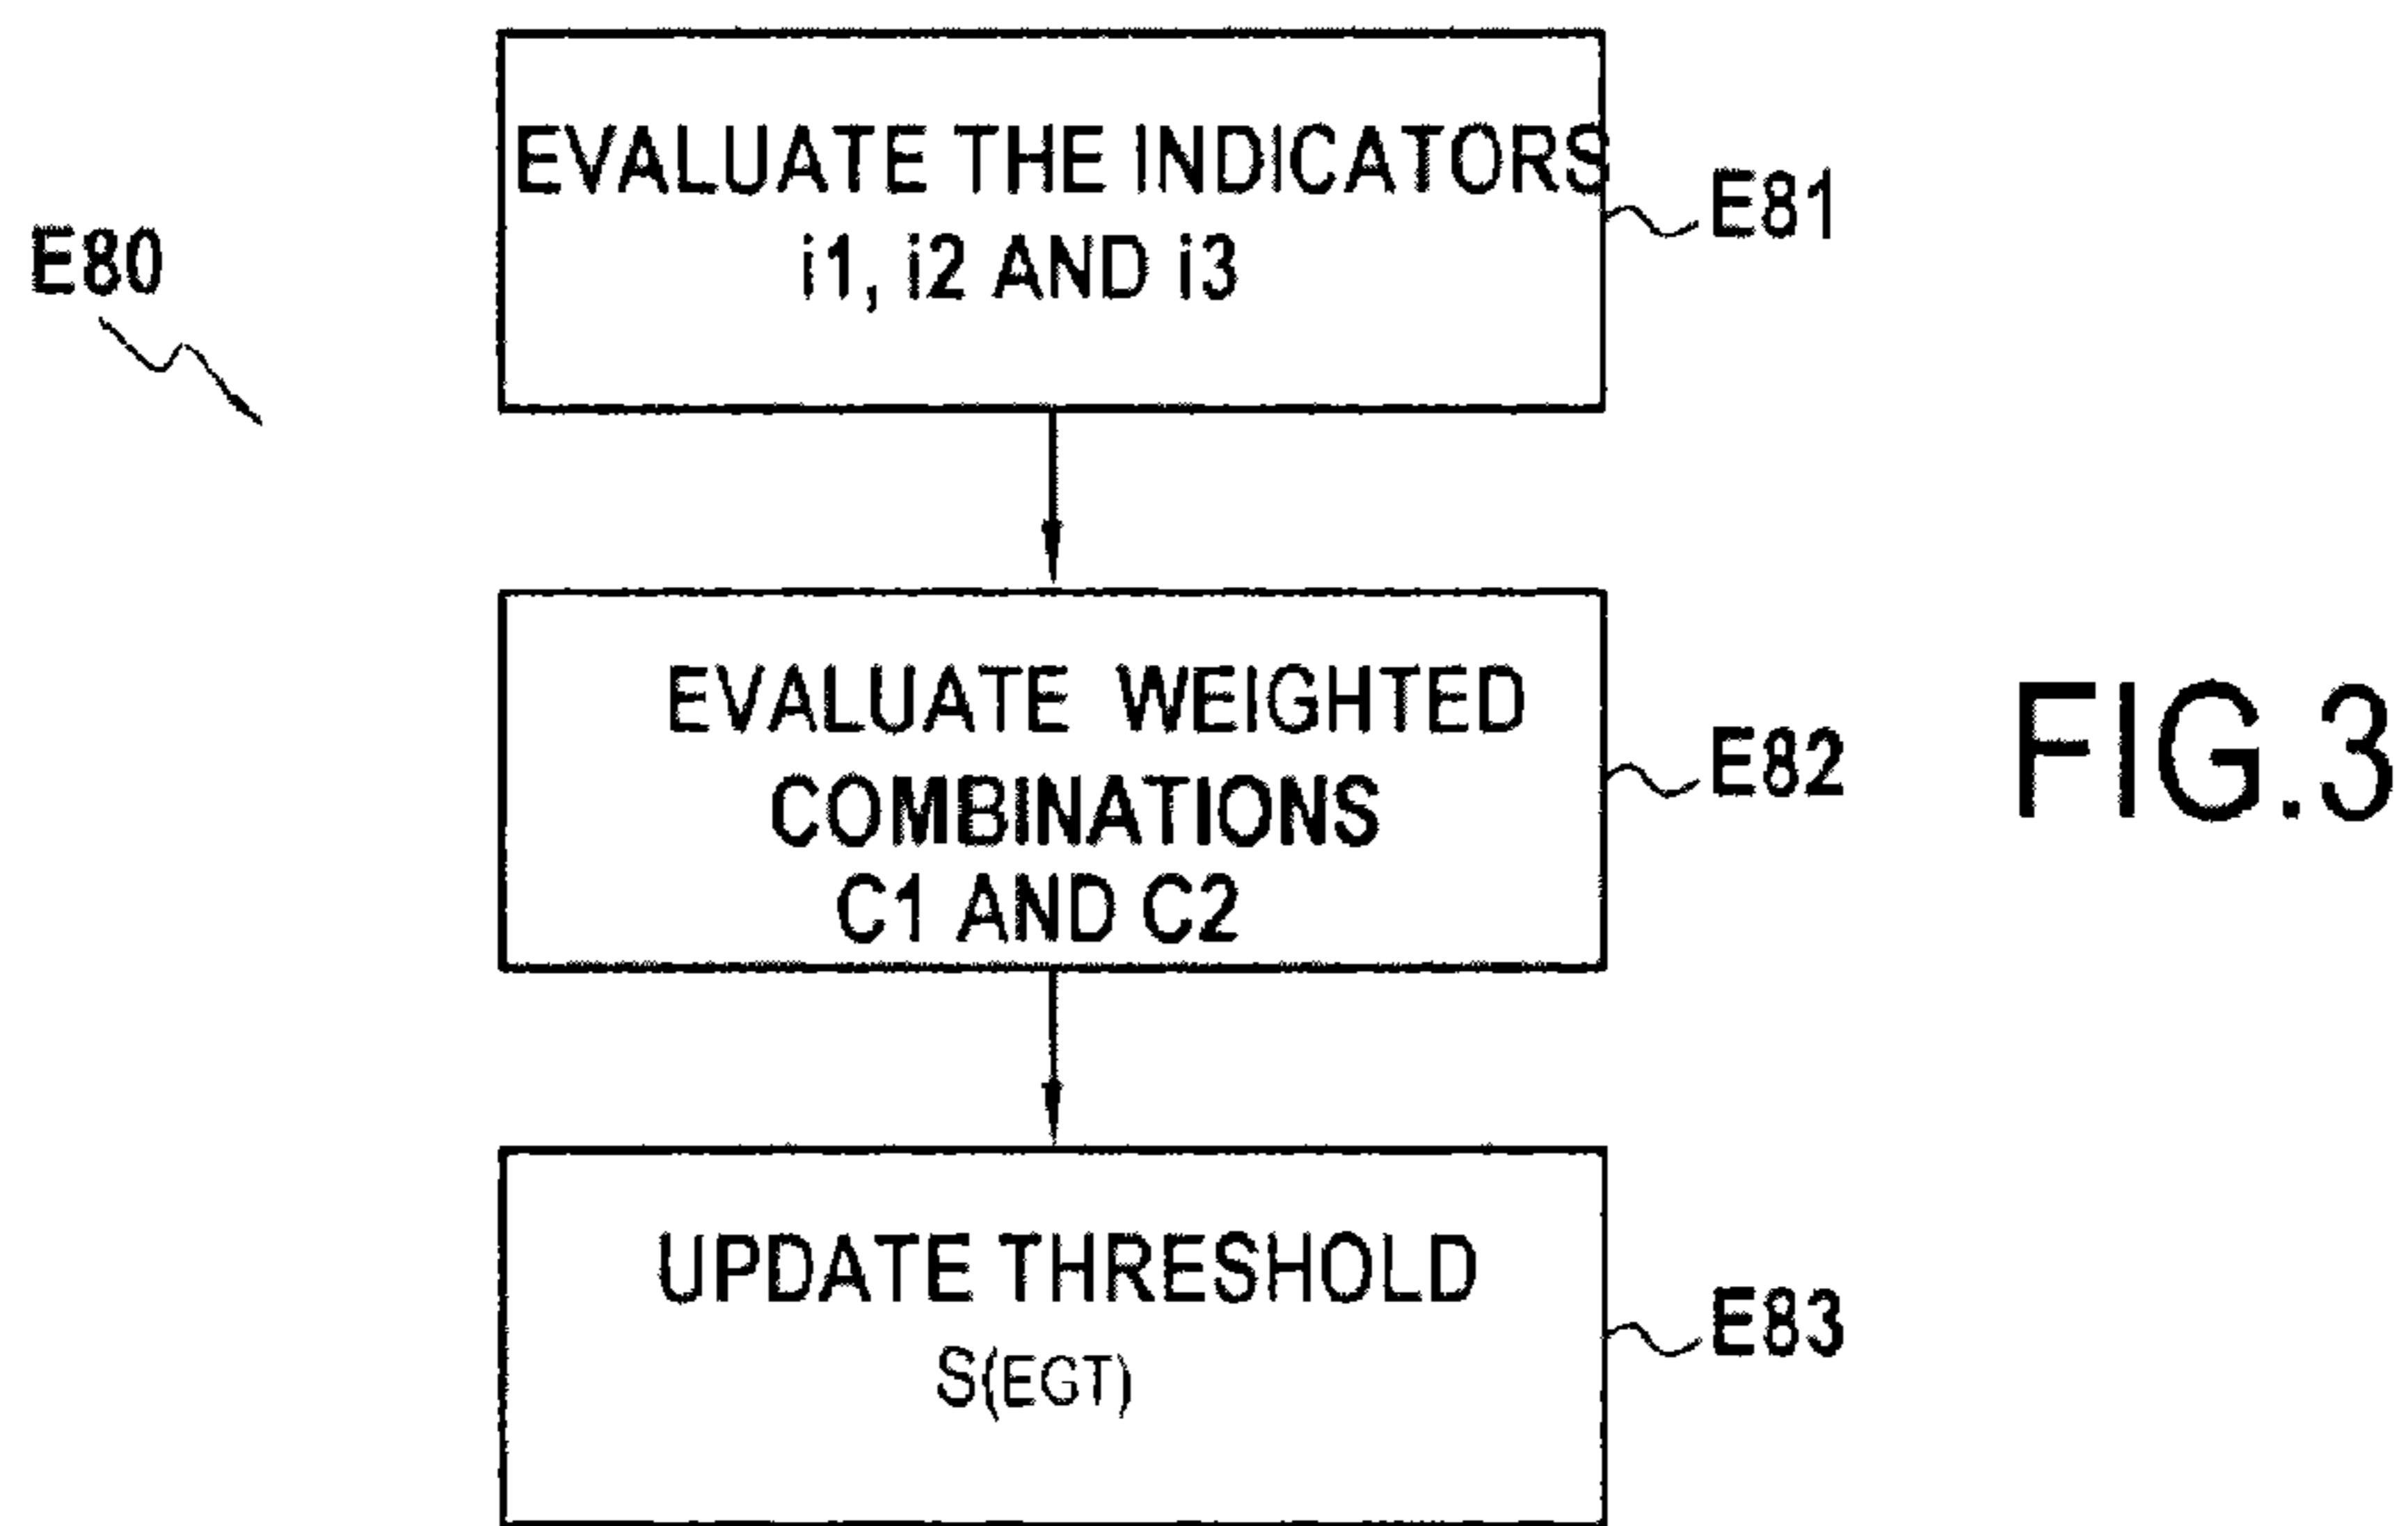 EVALUATE THE INDICATORS
i1, i2 AND i3
E81
E80
EVALUATE WEIGHTED
COMBINATIONS
C1 AND C2
E82
FIG.3
UPDATE THRESHOLD
S(EGT)
E83